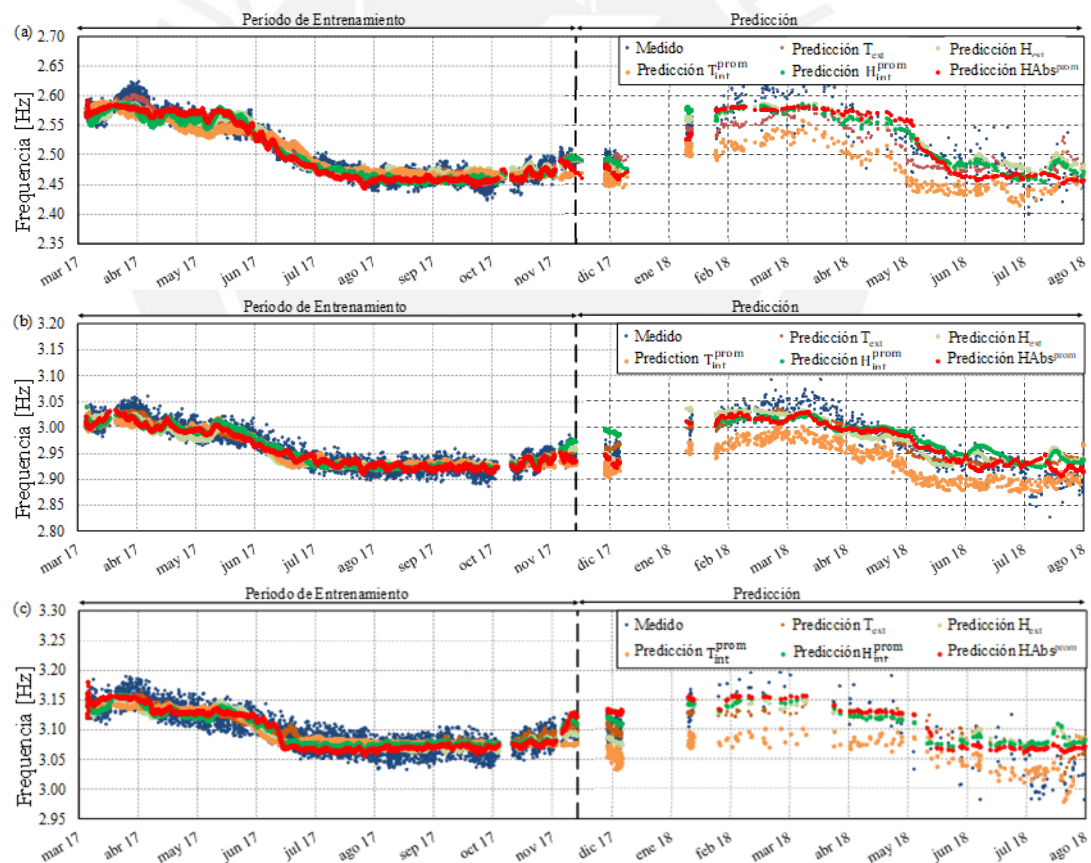 Periodo de Entrenamiento Predicción
(a)
2.70
2.65
2.60
2.55
2.50
2.45
2.40
2.35
Frequencia [Hz]
Medido Predicción T_ext Predicción H_ext
Predicción T_int^prom Predicción H_int^prom Predicción HAbs^prom
mar 17 abr 17 may 17 jun 17 jul 17 ago 17 sep 17 oct 17 nov 17 dic 17 ene 18 feb 18 mar 18 abr 18 may 18 jun 18 jul 18 ago 18
Periodo de Entrenamiento Predicción
(b)
3.20
3.15
3.10
3.05
3.00
2.95
2.90
2.85
2.80
Frequencia [Hz]
Medido Predicción T_ext Predicción H_ext
Prediction T_int^prom Predicción H_int^prom Predicción HAbs^prom
mar 17 abr 17 may 17 jun 17 jul 17 ago 17 sep 17 oct 17 nov 17 dic 17 ene 18 feb 18 mar 18 abr 18 may 18 jun 18 jul 18 ago 18
Periodo de Entrenamiento Predicción
(c)
3.30
3.25
3.20
3.15
3.10
3.05
3.00
2.95
Frequencia [Hz]
Medido Predicción T_ext Predicción H_ext
Predicción T_int^prom Predicción H_int^prom Predicción HAbs^prom
mar 17 abr 17 may 17 jun 17 jul 17 ago 17 sep 17 oct 17 nov 17 dic 17 ene 18 feb 18 mar 18 abr 18 may 18 jun 18 jul 18 ago 18